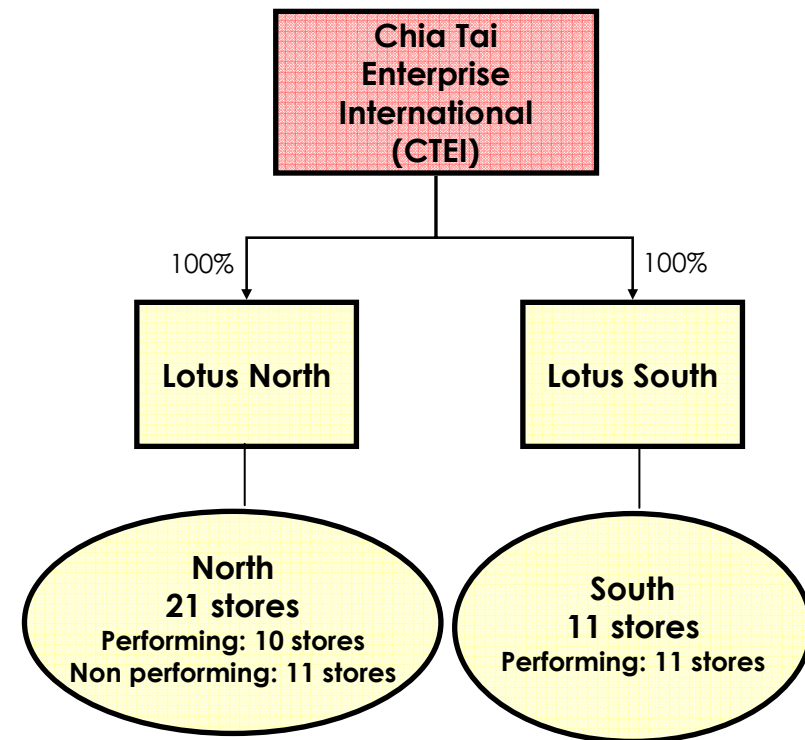 Chia Tai
Enterprise
International
(CTEI)
100%
100%
Lotus North
Lotus South
North
21 stores
Performing: 10 stores
Non performing: 11 stores
South
11 stores
Performing: 11 stores